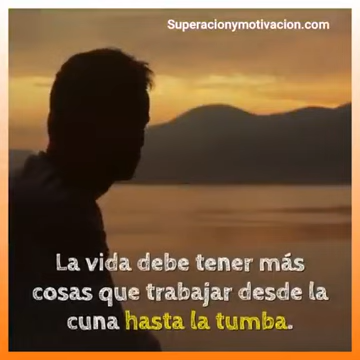 Superacionymotivacion.com
La vida debe tener más
cosas que trabajar desde la
cuna hasta la tumba.